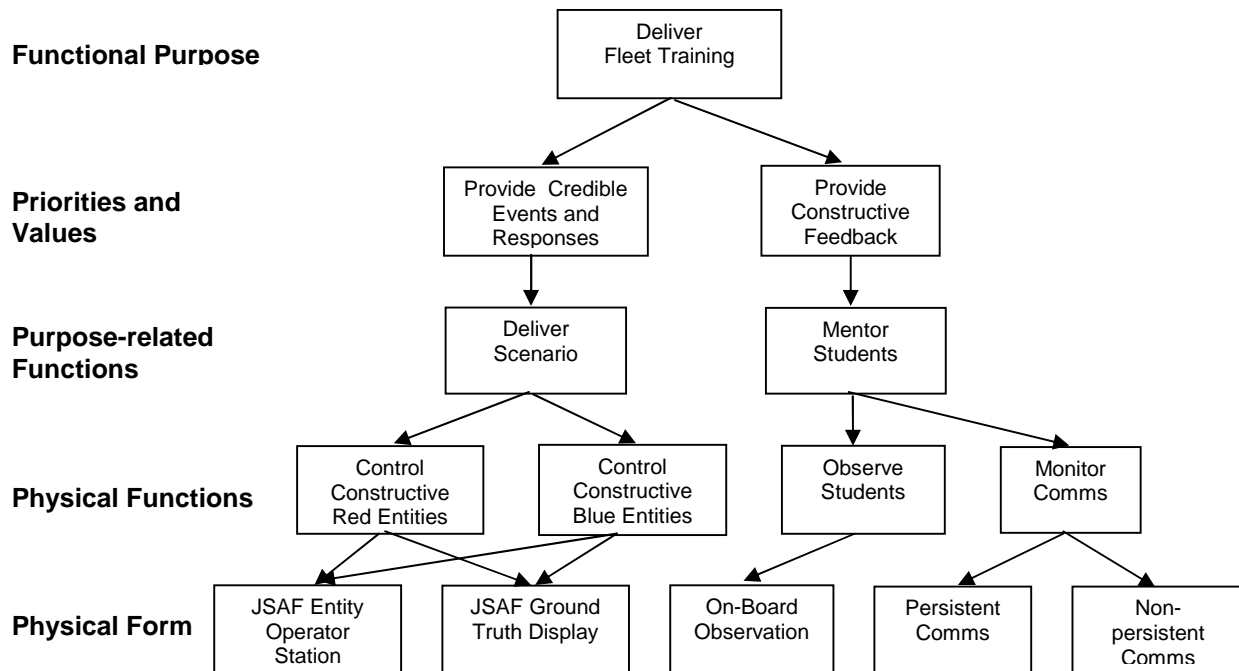 Functional Purpose
Deliver
Fleet Training
Priorities and
Values
Provide Credible
Events and
Responses
Provide
Constructive
Feedback
Purpose-related
Functions
Deliver
Scenario
Mentor
Students
Physical Functions
Control
Constructive
Red Entities
Control
Constructive
Blue Entities
Observe
Students
Monitor
Comms
Physical Form
JSAF Entity
Operator
Station
JSAF Ground
Truth Display
On-Board
Observation
Persistent
Comms
Non-
persistent
Comms